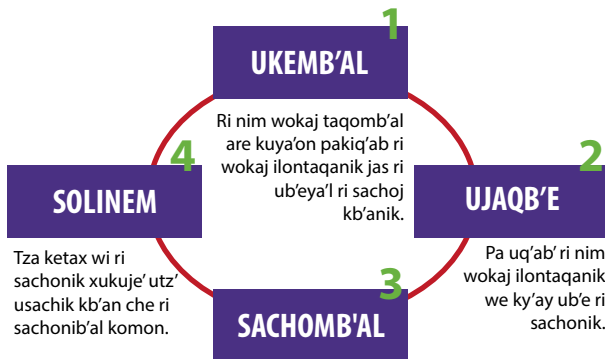 1
UKEMB'AL
Ri nim wokaj taqomb'al
are kuya'on pakiq'ab ri
wokaj ilontaqanik jas ri
ub'eya'l ri sachoj
kb'anik.
2
UJAQB'E
Pa uq'ab' ri nim
wokaj ilontaqanik
we ky'ay ub'e ri
sachonik.
3
SACHOMB'AL
4
SOLINEM
Tza ketax wi ri
sachonik xukuje' utz'
usachik kb'an che ri
sachonib'al komon.